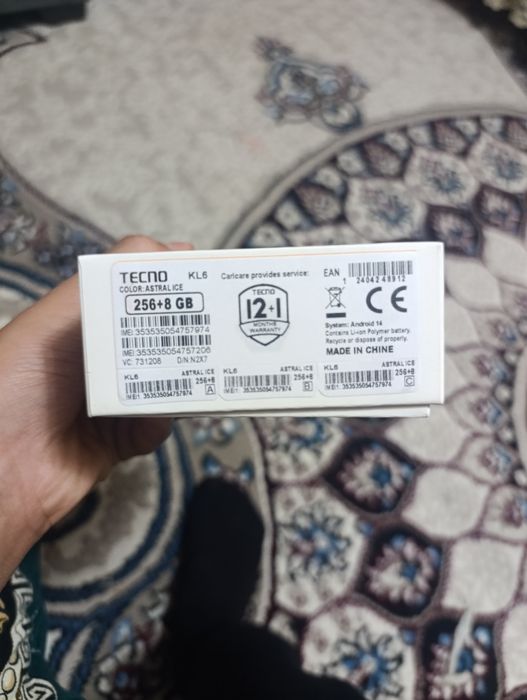 TECNO KL6
COLOR: ASTRAL ICE
256+8 GB
IMEI:353535054757974
IMEI:353535054757206
VC: 731208 D/N:N2X7
Carlcare provides service:
TECNO
12+1
MONTHS
WARRANTY
EAN
1 2404248912
CE
System: Android 14
Contains Li-ion Polymer battery.
Recycle or dispose of properly.
MADE IN CHINE
KL6 ASTRAL ICE
256+8
IMEI1: 353535054757974 A
KL6 ASTRAL ICE
256+8
IMEI1: 353535054757974 B
KL6 ASTRAL ICE
256+8
IMEI1: 353535054757974 C